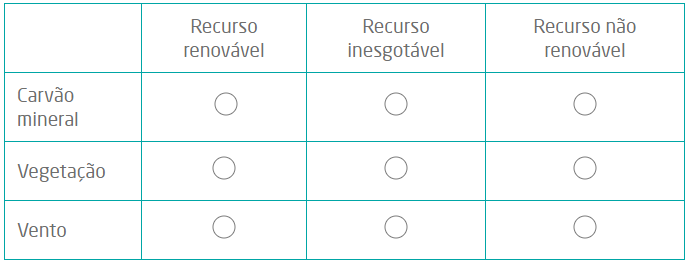 Recurso
renovável
Recurso
inesgotável
Recurso não
renovável
Carvão
mineral
Vegetação
Vento